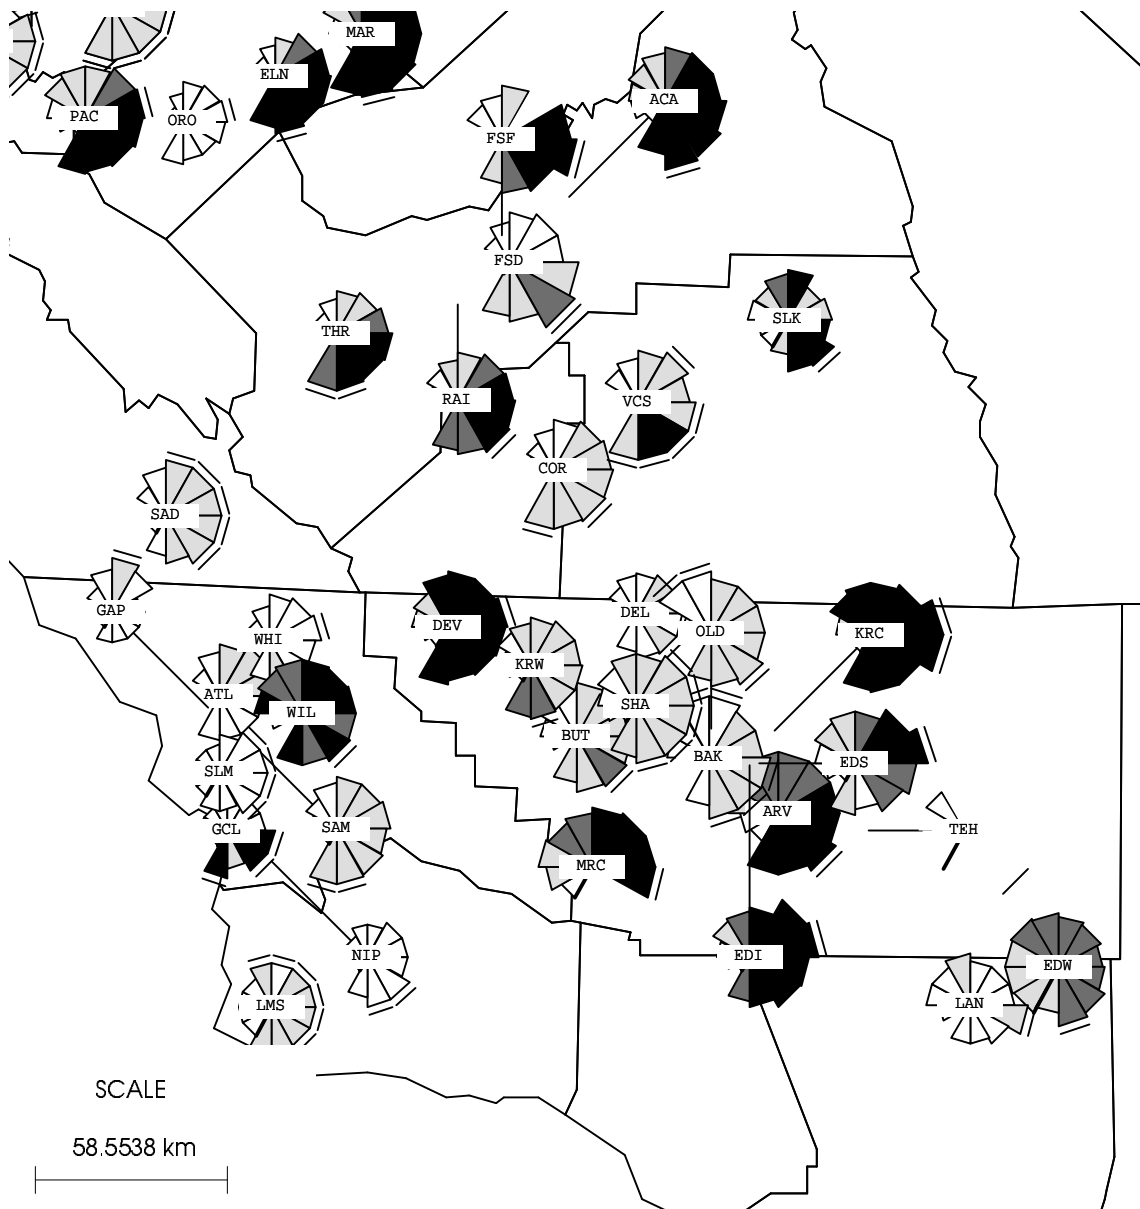 MAR
ELN
PAC
ORO
ACA
FSF
FSD
SLK
THR
RAI
VCS
COR
SAD
GAP
DEV
DEL
OLD
KRC
WHI
KRW
ATL
WIL
SHA
BUT
SLM
BAK
EDS
GCL
SAM
ARV
TEH
MRC
NIP
EDI
EDW
LMS
LAN
SCALE
58.5538 km